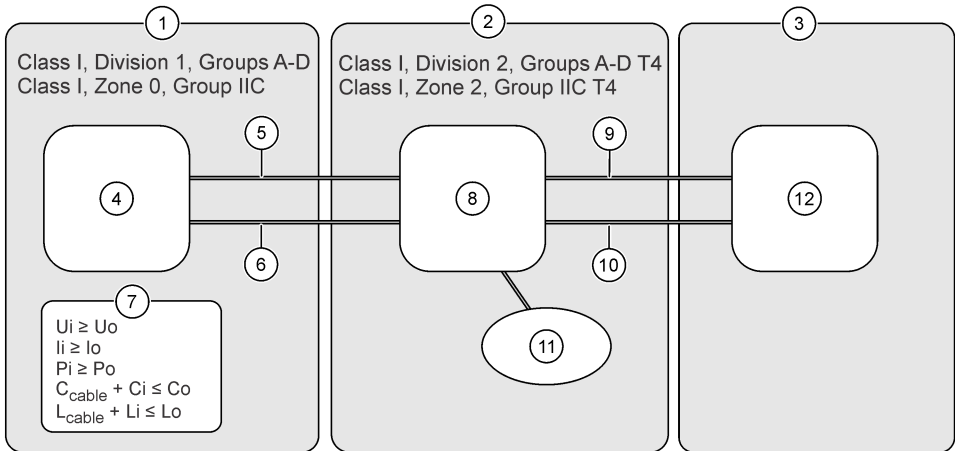 1
2
3
Class I, Division 1, Groups A-D
Class I, Zone 0, Group IIC
Class I, Division 2, Groups A-D T4
Class I, Zone 2, Group IIC T4
5
9
4
8
12
6
10
7
Ui ≥ Uo
Ii ≥ Io
Pi ≥ Po
Ccable + Ci ≤ Co
Lcable + Li ≤ Lo
11